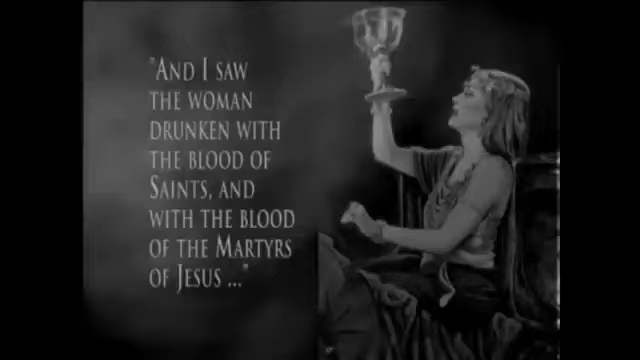 "And I saw
the woman
drunken with
the blood of
Saints, and
with the blood
of the Martyrs
of Jesus ..."